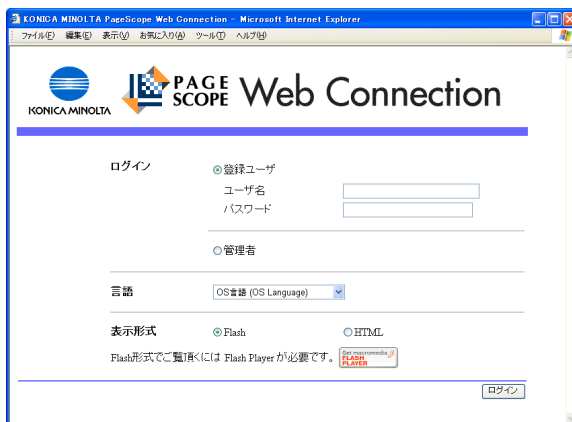 KONICA MINOLTA PageScope Web Connection - Microsoft Internet Explorer
ファイル(F) 編集(E) 表示(V) お気に入り(A) ツール(T) ヘルプ(H)
KONICA MINOLTA
PAGE SCOPE Web Connection
ログイン
登録ユーザ
ユーザ名
パスワード
管理者
言語
OS言語 (OS Language)
表示形式
Flash
HTML
Flash形式でご覧頂くには Flash Player が必要です。
Get macromedia
FLASH
PLAYER
ログイン